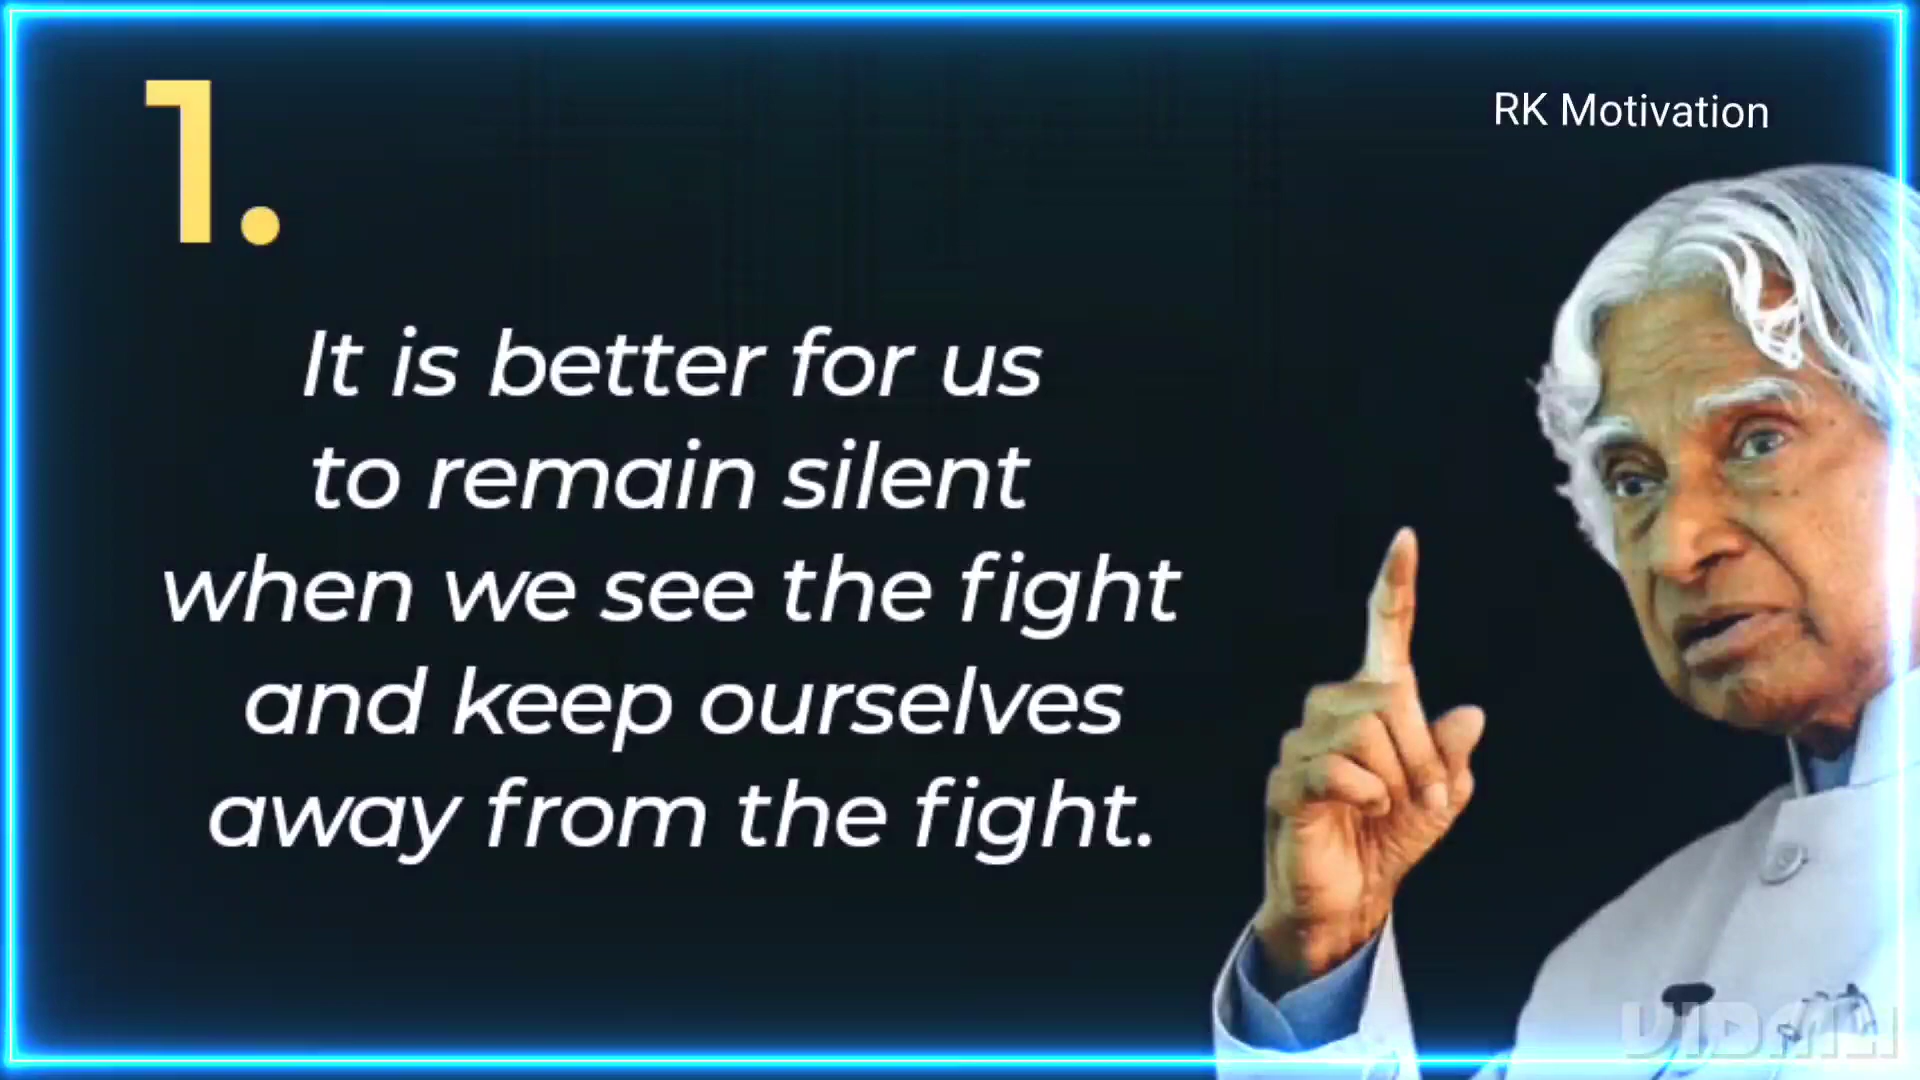 1.
RK Motivation
It is better for us
to remain silent
when we see the fight
and keep ourselves
away from the fight.
VIDMA